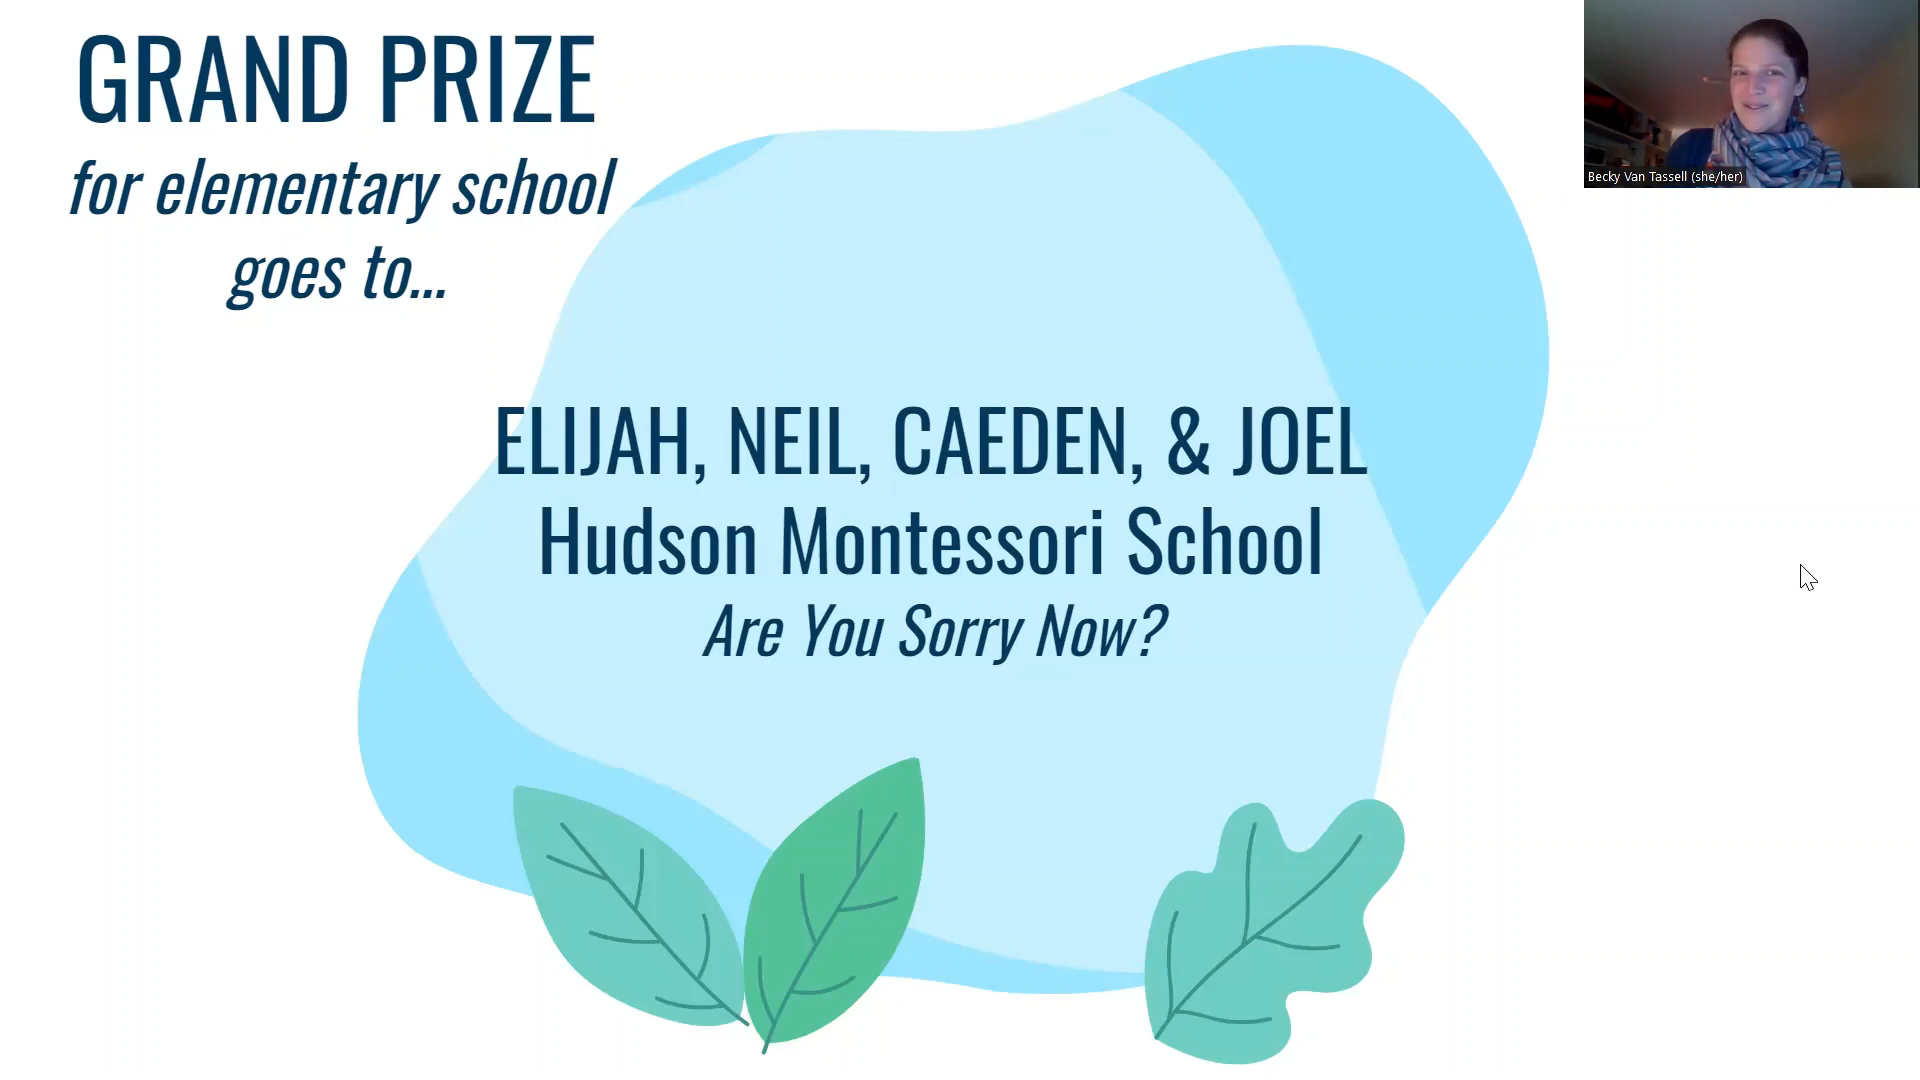 GRAND PRIZE
for elementary school
goes to...
Becky Van Tassell (she/her)
ELIJAH, NEIL, CAEDEN, & JOEL
Hudson Montessori School
Are You Sorry Now?